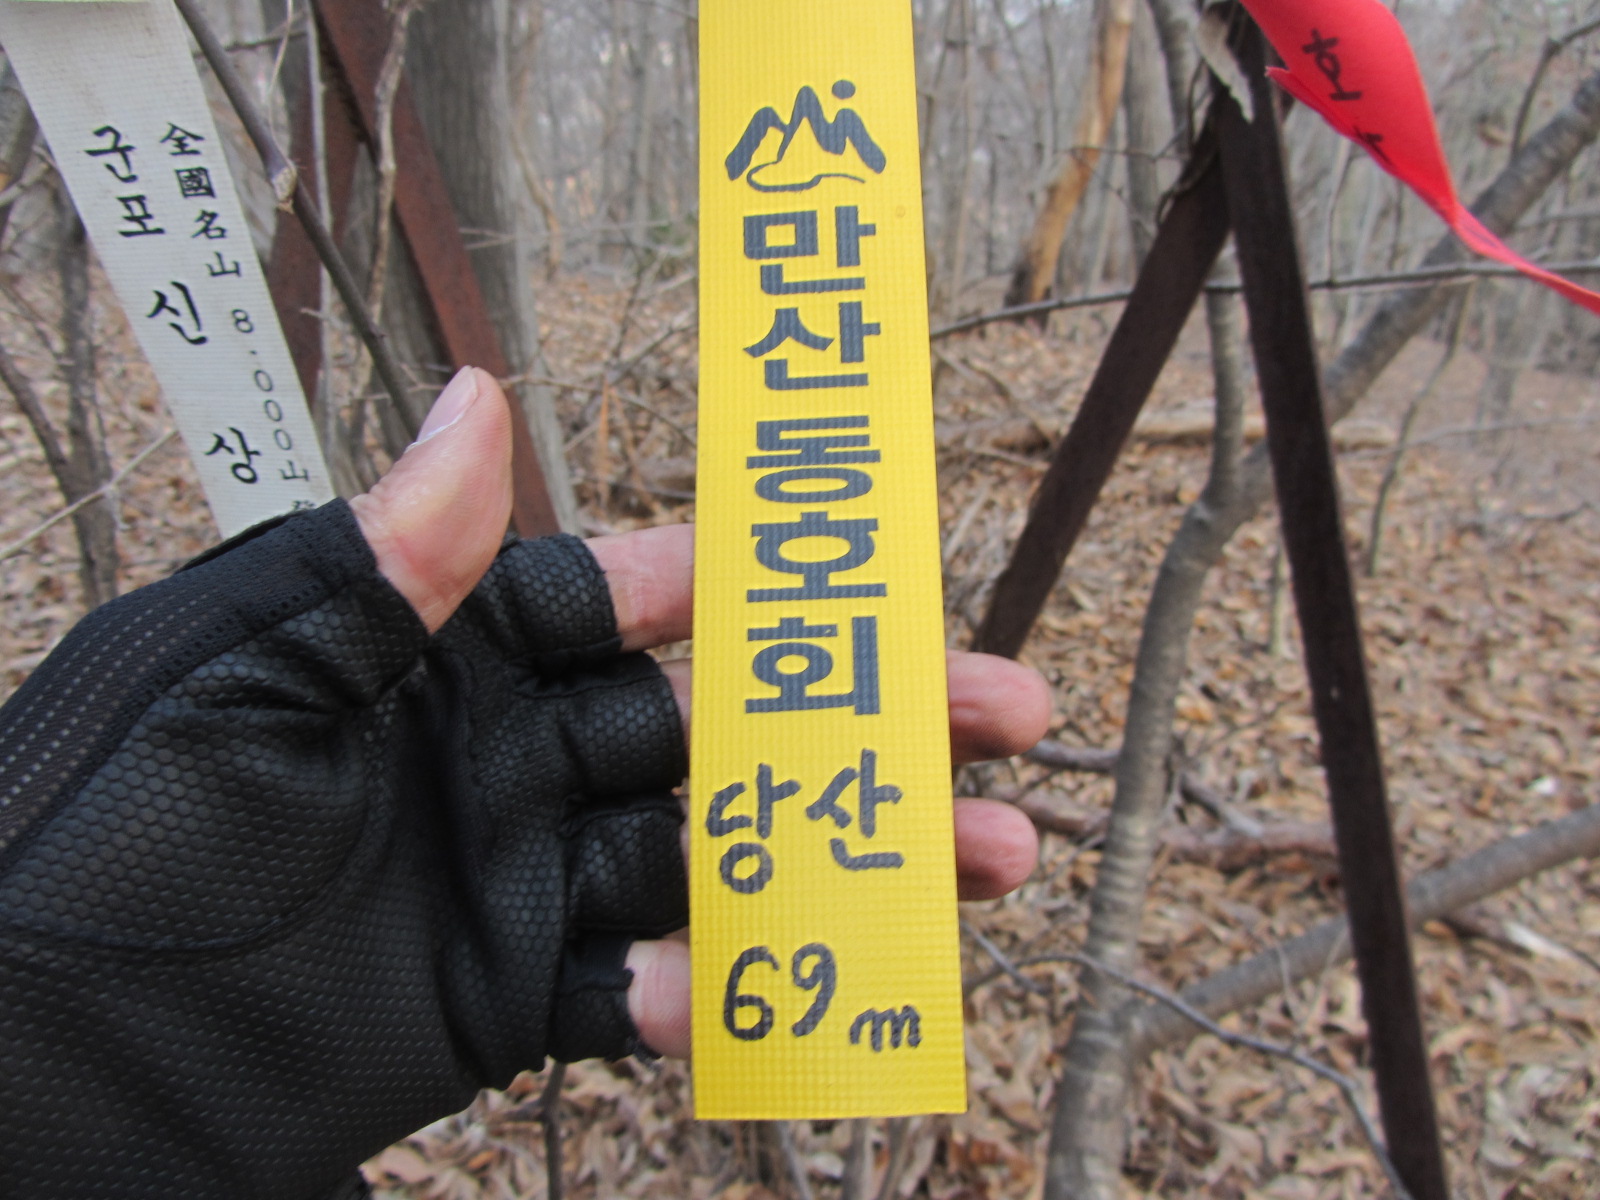 全國名山 8.000山
군포 신상
만산동호회
당산
69m
호